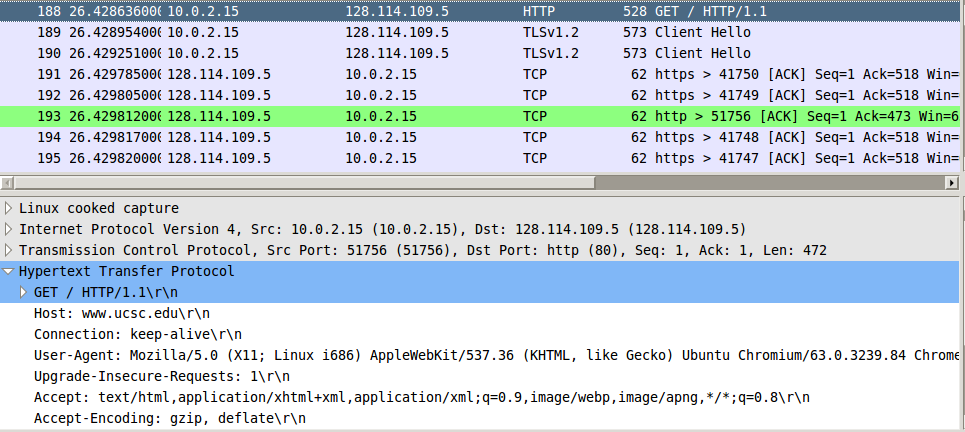 188 26.428636000 10.0.2.15 128.114.109.5 HTTP 528 GET / HTTP/1.1
189 26.428954000 10.0.2.15 128.114.109.5 TLSv1.2 573 Client Hello
190 26.429251000 10.0.2.15 128.114.109.5 TLSv1.2 573 Client Hello
191 26.429785000 128.114.109.5 10.0.2.15 TCP 62 https > 41750 [ACK] Seq=1 Ack=518 Win=
192 26.429805000 128.114.109.5 10.0.2.15 TCP 62 https > 41749 [ACK] Seq=1 Ack=518 Win=
193 26.429812000 128.114.109.5 10.0.2.15 TCP 62 http > 51756 [ACK] Seq=1 Ack=473 Win=6
194 26.429817000 128.114.109.5 10.0.2.15 TCP 62 https > 41748 [ACK] Seq=1 Ack=518 Win=
195 26.429820000 128.114.109.5 10.0.2.15 TCP 62 https > 41747 [ACK] Seq=1 Ack=518 Win=
Linux cooked capture
Internet Protocol Version 4, Src: 10.0.2.15 (10.0.2.15), Dst: 128.114.109.5 (128.114.109.5)
Transmission Control Protocol, Src Port: 51756 (51756), Dst Port: http (80), Seq: 1, Ack: 1, Len: 472
Hypertext Transfer Protocol
GET / HTTP/1.1\r\n
Host: www.ucsc.edu\r\n
Connection: keep-alive\r\n
User-Agent: Mozilla/5.0 (X11; Linux i686) AppleWebKit/537.36 (KHTML, like Gecko) Ubuntu Chromium/63.0.3239.84 Chrome
Upgrade-Insecure-Requests: 1\r\n
Accept: text/html,application/xhtml+xml,application/xml;q=0.9,image/webp,image/apng,*/*;q=0.8\r\n
Accept-Encoding: gzip, deflate\r\n